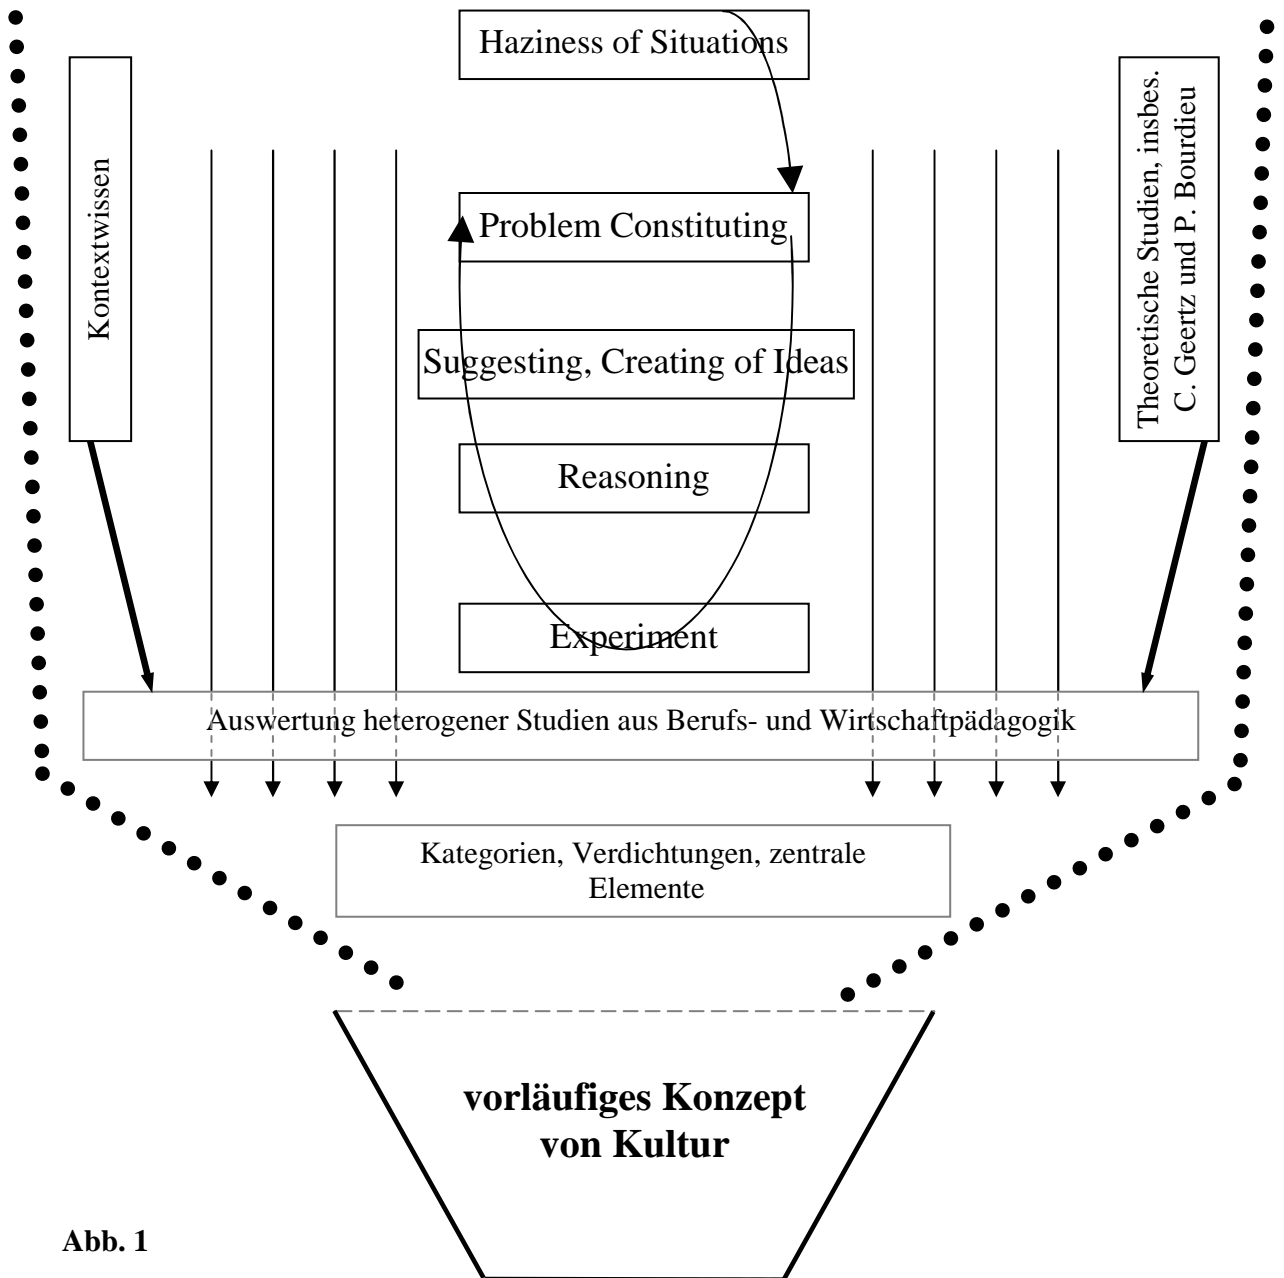 Haziness of Situations
Kontextwissen
Theoretische Studien, insbes.
C. Geertz und P. Bourdieu
Problem Constituting
Suggesting, Creating of Ideas
Reasoning
Experiment
Auswertung heterogener Studien aus Berufs- und Wirtschaftpädagogik
Kategorien, Verdichtungen, zentrale
Elemente
vorläufiges Konzept
von Kultur
Abb. 1